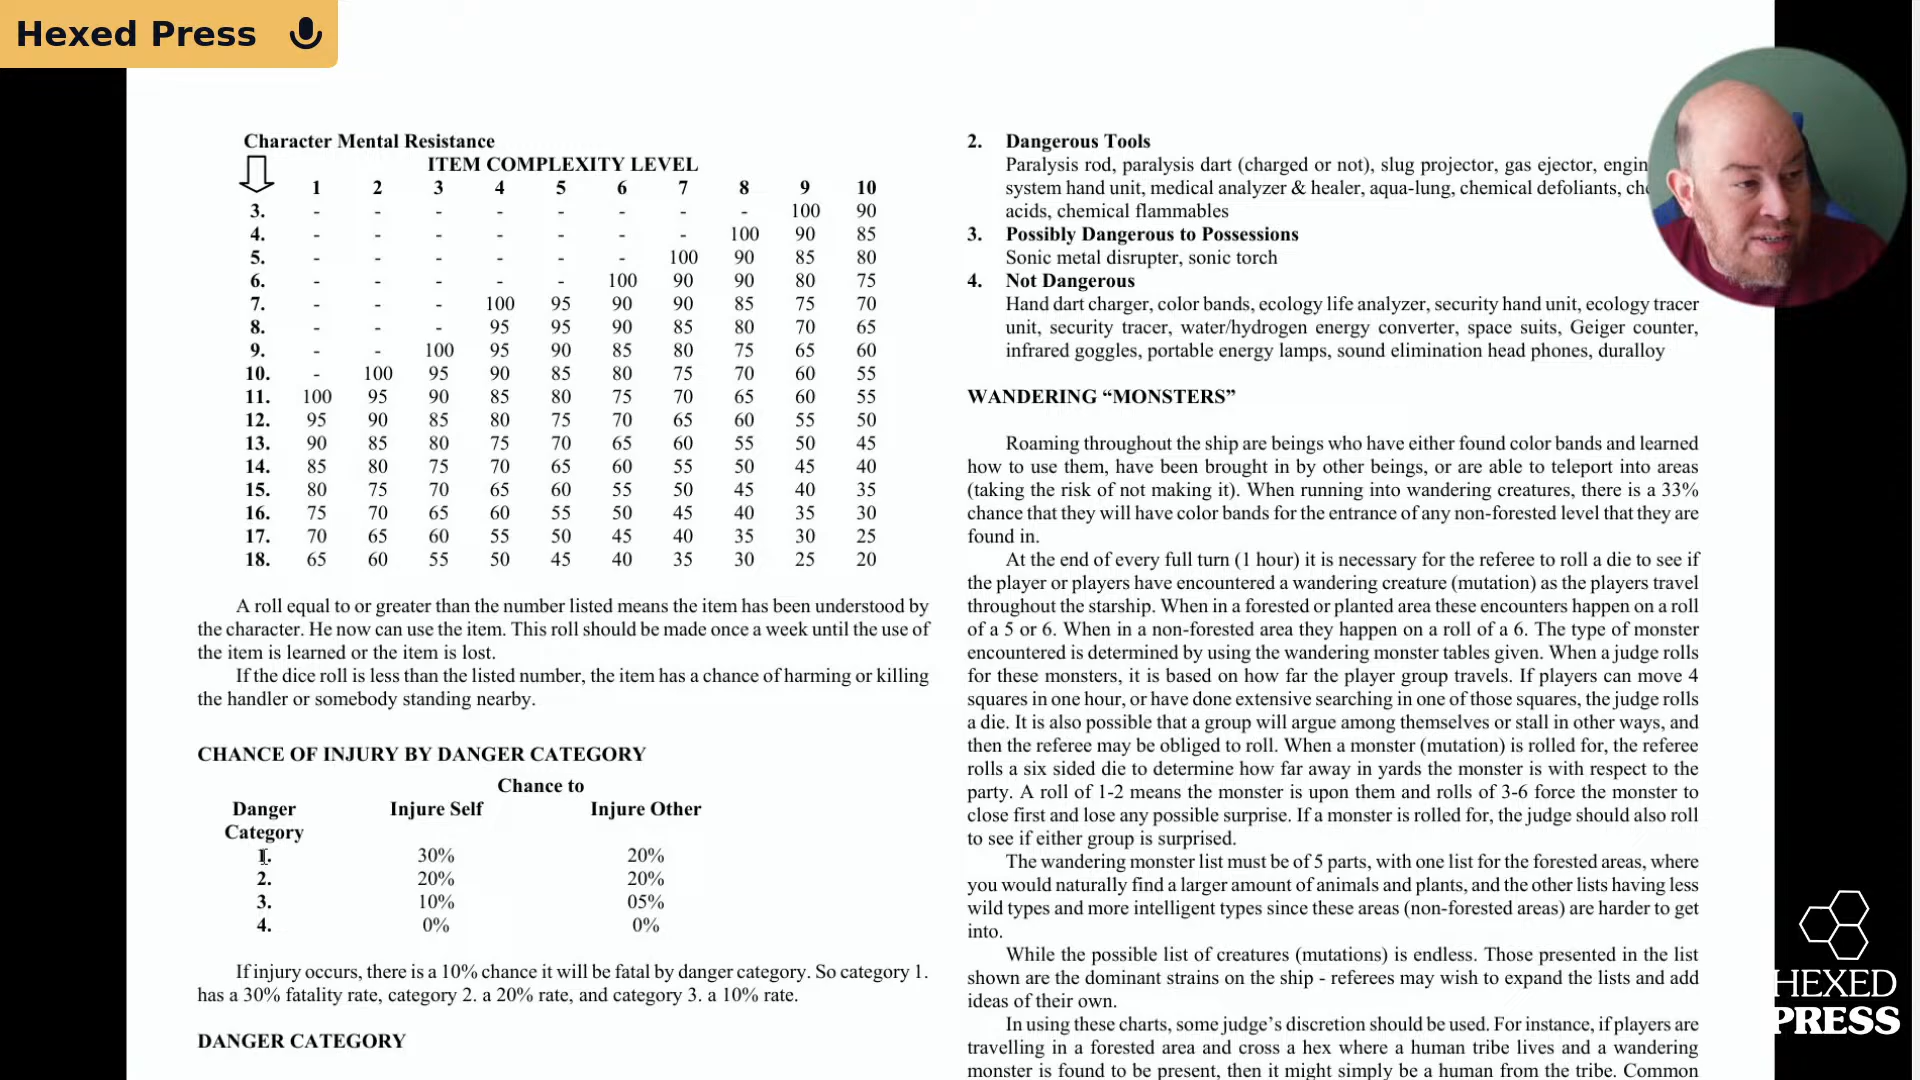 Hexed Press
Character Mental Resistance
ITEM COMPLEXITY LEVEL
1 2 3 4 5 6 7 8 9 10
3. - - - - - - - - 100 90
4. - - - - - - - 100 90 85
5. - - - - - - 100 90 85 80
6. - - - - - 100 90 90 80 75
7. - - - 100 95 90 90 85 75 70
8. - - - 95 95 90 85 80 70 65
9. - - 100 95 90 85 80 75 65 60
10. - 100 95 90 85 80 75 70 60 55
11. 100 95 90 85 80 75 70 65 60 55
12. 95 90 85 80 75 70 65 60 55 50
13. 90 85 80 75 70 65 60 55 50 45
14. 85 80 75 70 65 60 55 50 45 40
15. 80 75 70 65 60 55 50 45 40 35
16. 75 70 65 60 55 50 45 40 35 30
17. 70 65 60 55 50 45 40 35 30 25
18. 65 60 55 50 45 40 35 30 25 20
A roll equal to or greater than the number listed means the item has been understood by
the character. He now can use the item. This roll should be made once a week until the use of
the item is learned or the item is lost.
If the dice roll is less than the listed number, the item has a chance of harming or killing
the handler or somebody standing nearby.
CHANCE OF INJURY BY DANGER CATEGORY
Chance to
Danger Injure Self Injure Other
Category
1. 30% 20%
2. 20% 20%
3. 10% 05%
4. 0% 0%
If injury occurs, there is a 10% chance it will be fatal by danger category. So category 1.
has a 30% fatality rate, category 2. a 20% rate, and category 3. a 10% rate.
DANGER CATEGORY
2. Dangerous Tools
Paralysis rod, paralysis dart (charged or not), slug projector, gas ejector,
system hand unit, medical analyzer & healer, aqua-lung, chemical defoliants,
acids, chemical flammables
3. Possibly Dangerous to Possessions
Sonic metal disrupter, sonic torch
4. Not Dangerous
Hand dart charger, color bands, ecology life analyzer, security hand unit, ecology tracer
unit, security tracer, water/hydrogen energy converter, space suits, Geiger counter,
infrared goggles, portable energy lamps, sound elimination head phones, duralloy
WANDERING “MONSTERS”
Roaming throughout the ship are beings who have either found color bands and learned
how to use them, have been brought in by other beings, or are able to teleport into areas
(taking the risk of not making it). When running into wandering creatures, there is a 33%
chance that they will have color bands for the entrance of any non-forested level that they are
found in.
At the end of every full turn (1 hour) it is necessary for the referee to roll a die to see if
the player or players have encountered a wandering creature (mutation) as the players travel
throughout the starship. When in a forested or planted area these encounters happen on a roll
of a 5 or 6. When in a non-forested area they happen on a roll of a 6. The type of monster
encountered is determined by using the wandering monster tables given. When a judge rolls
for these monsters, it is based on how far the player group travels. If players can move 4
squares in one hour, or have done extensive searching in one of those squares, the judge rolls
a die. It is also possible that a group will argue among themselves or stall in other ways, and
then the referee may be obliged to roll. When a monster (mutation) is rolled for, the referee
rolls a six sided die to determine how far away in yards the monster is with respect to the
party. A roll of 1-2 means the monster is upon them and rolls of 3-6 force the monster to
close first and lose any possible surprise. If a monster is rolled for, the judge should also roll
to see if either group is surprised.
The wandering monster list must be of 5 parts, with one list for the forested areas, where
you would naturally find a larger amount of animals and plants, and the other lists having less
wild types and more intelligent types since these areas (non-forested areas) are harder to get
into.
While the possible list of creatures (mutations) is endless. Those presented in the list
shown are the dominant strains on the ship - referees may wish to expand the lists and add
ideas of their own.
In using these charts, some judge’s discretion should be used. For instance, if players are
travelling in a forested area and cross a hex where a human tribe lives and a wandering
monster is found to be present, then it might simply be a human from the tribe. Common
HEXED
PRESS